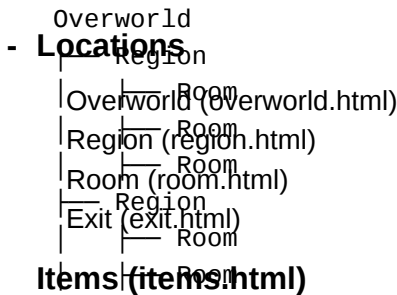 Overworld
- Locations
├── Region
│   ├── Room
Overworld (overworld.html)
│   ├── Room
Region (region.html)
│   ├── Room
Room (room.html)
├── Region
Exit (exit.html)
│   ├── Room
│   ├── Room
Items (items.html)